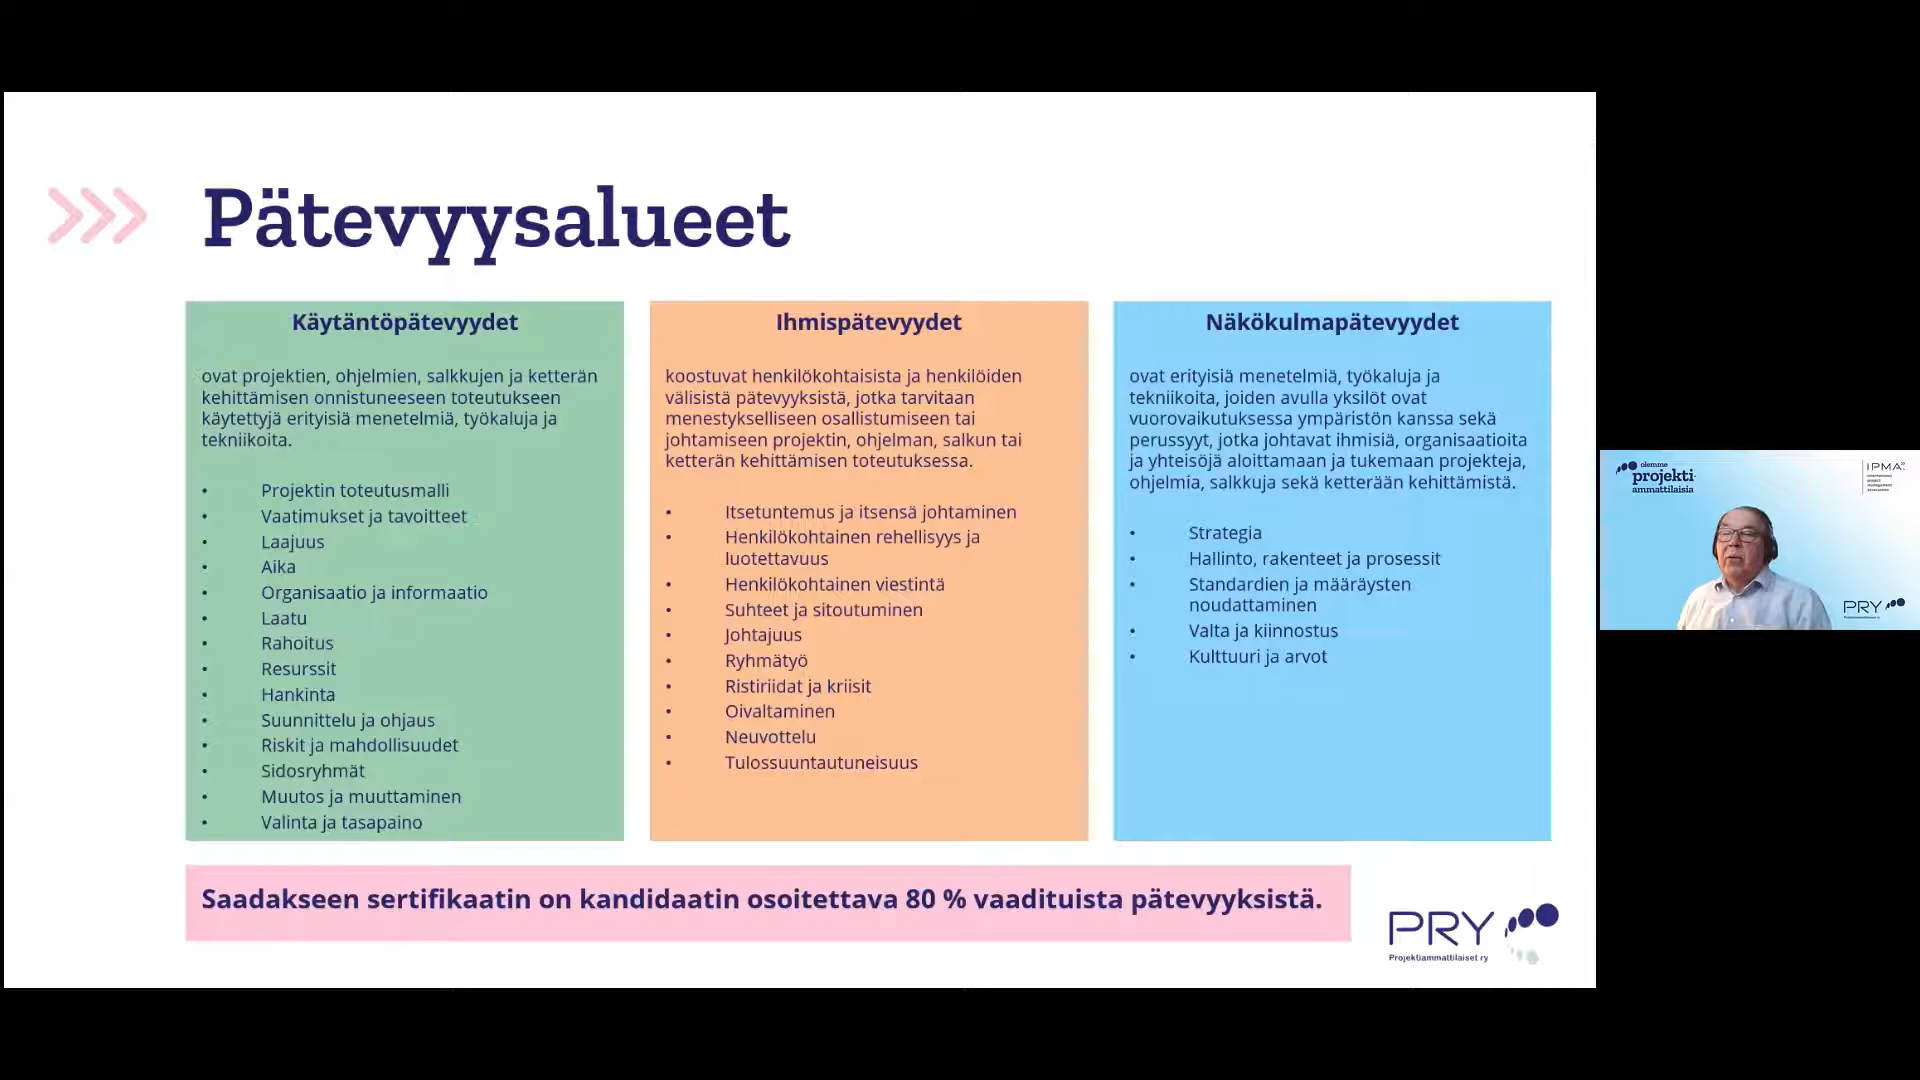 Pätevyysalueet
Käytäntöpätevyydet
ovat projektien, ohjelmien, salkkujen ja ketterän
kehittämisen onnistuneeseen toteutukseen
käytettyjä erityisiä menetelmiä, työkaluja ja
tekniikoita.
• Projektin toteutusmalli
• Vaatimukset ja tavoitteet
• Laajuus
• Aika
• Organisaatio ja informaatio
• Laatu
• Rahoitus
• Resurssit
• Hankinta
• Suunnittelu ja ohjaus
• Riskit ja mahdollisuudet
• Sidosryhmät
• Muutos ja muuttaminen
• Valinta ja tasapaino
Ihmispätevyydet
koostuvat henkilökohtaisista ja henkilöiden
välisistä pätevyyksistä, jotka tarvitaan
menestykselliseen osallistumiseen tai
johtamiseen projektin, ohjelman, salkun tai
ketterän kehittämisen toteutuksessa.
• Itsetuntemus ja itsensä johtaminen
• Henkilökohtainen rehellisyys ja
luotettavuus
• Henkilökohtainen viestintä
• Suhteet ja sitoutuminen
• Johtajuus
• Ryhmätyö
• Ristiriidat ja kriisit
• Oivaltaminen
• Neuvottelu
• Tulossuuntautuneisuus
Näkökulmapätevyydet
ovat erityisiä menetelmiä, työkaluja ja
tekniikoita, joiden avulla yksilöt ovat
vuorovaikutuksessa ympäristön kanssa sekä
perussyyt, jotka johtavat ihmisiä, organisaatioita
ja yhteisöjä aloittamaan ja tukemaan projekteja,
ohjelmia, salkkuja sekä ketterään kehittämistä.
• Strategia
• Hallinto, rakenteet ja prosessit
• Standardien ja määräysten
noudattaminen
• Valta ja kiinnostus
• Kulttuuri ja arvot
Saadakseen sertifikaatin on kandidaatin osoitettava 80 % vaadituista pätevyyksistä.
PRY
Projektiammattilaiset ry
olemme
projekti
ammattilaisia
IPMA
PRY